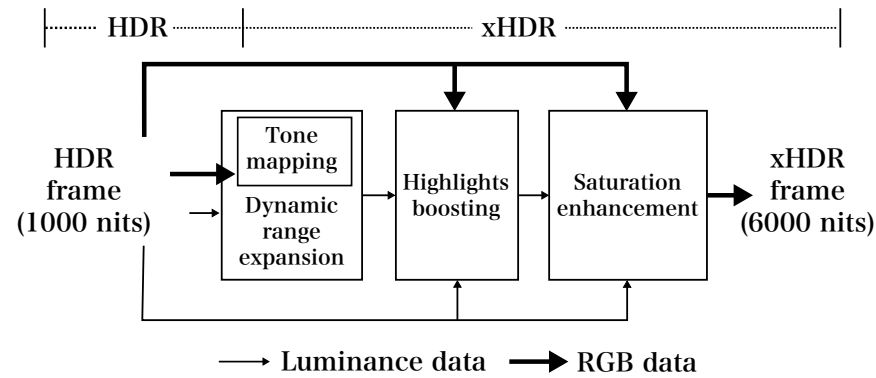 HDR
xHDR
HDR
frame
(1000 nits)
Tone
mapping
Dynamic
range
expansion
Highlights
boosting
Saturation
enhancement
xHDR
frame
(6000 nits)
Luminance data
RGB data